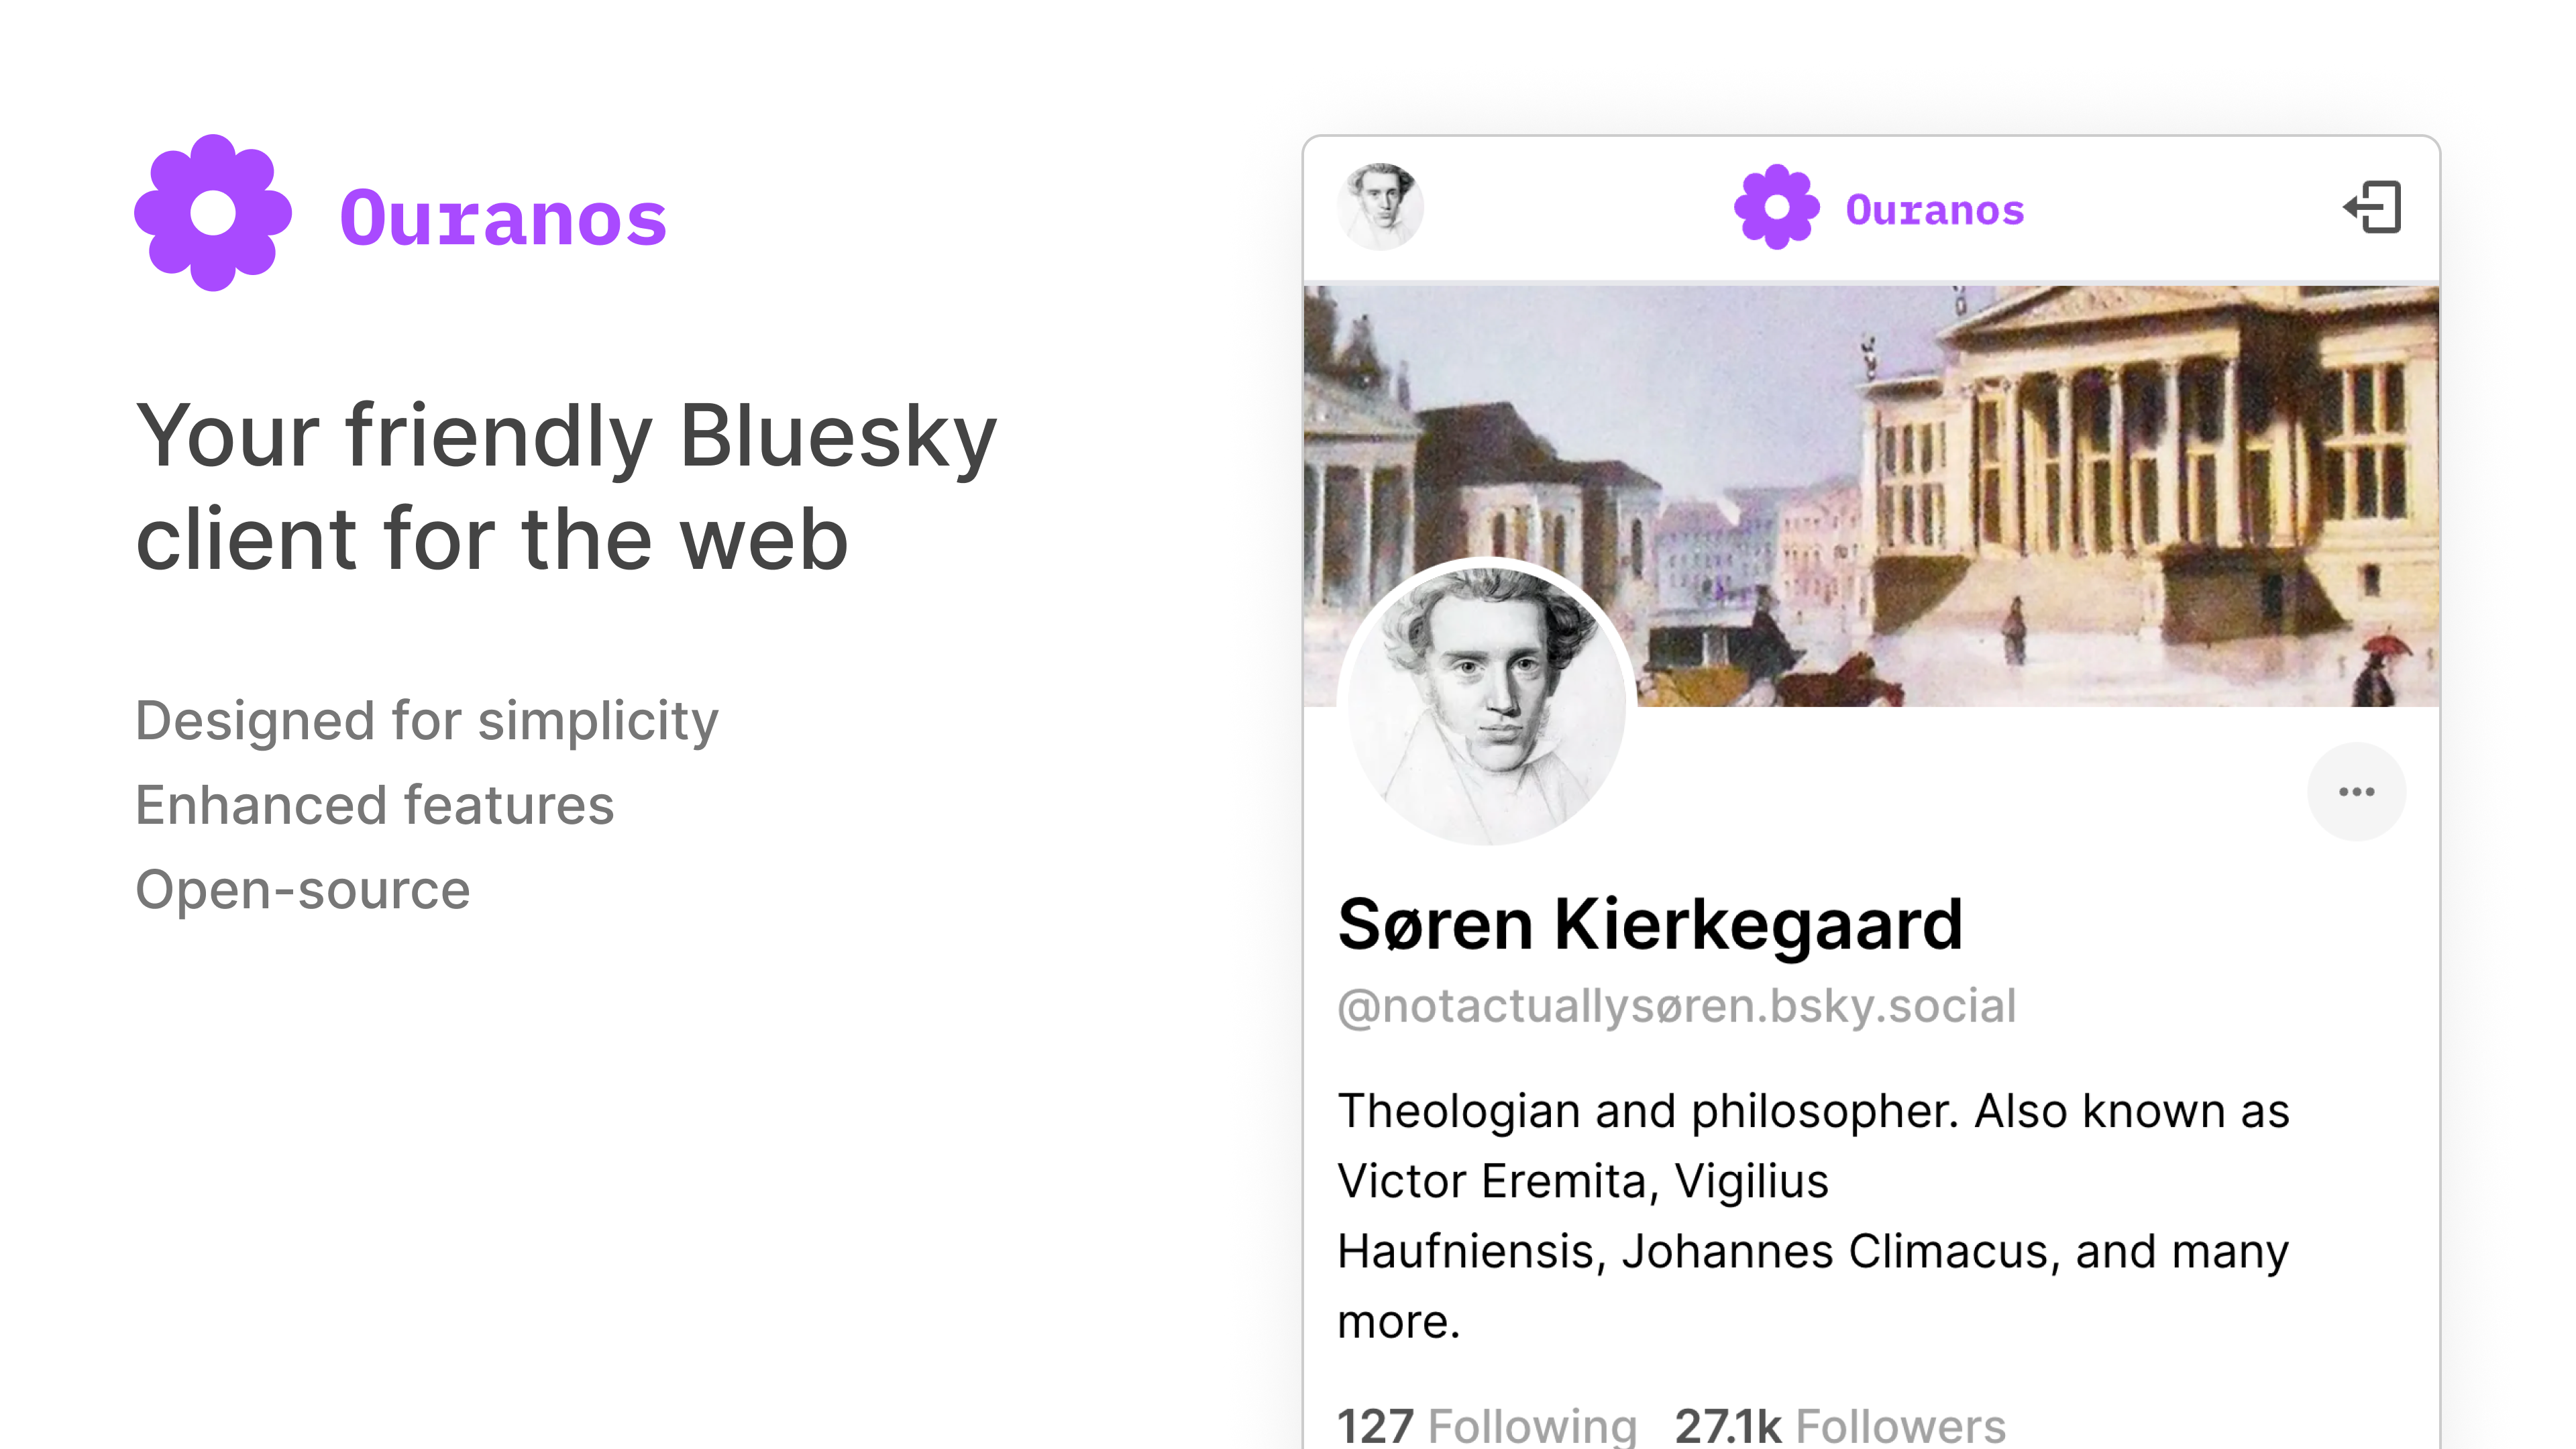 Ouranos
Your friendly Bluesky
client for the web
Designed for simplicity
Enhanced features
Open-source
Ouranos
Søren Kierkegaard
@notactuallysøren.bsky.social
Theologian and philosopher. Also known as
Victor Eremita, Vigilius
Haufniensis, Johannes Climacus, and many
more.
127 Following 27.1k Followers